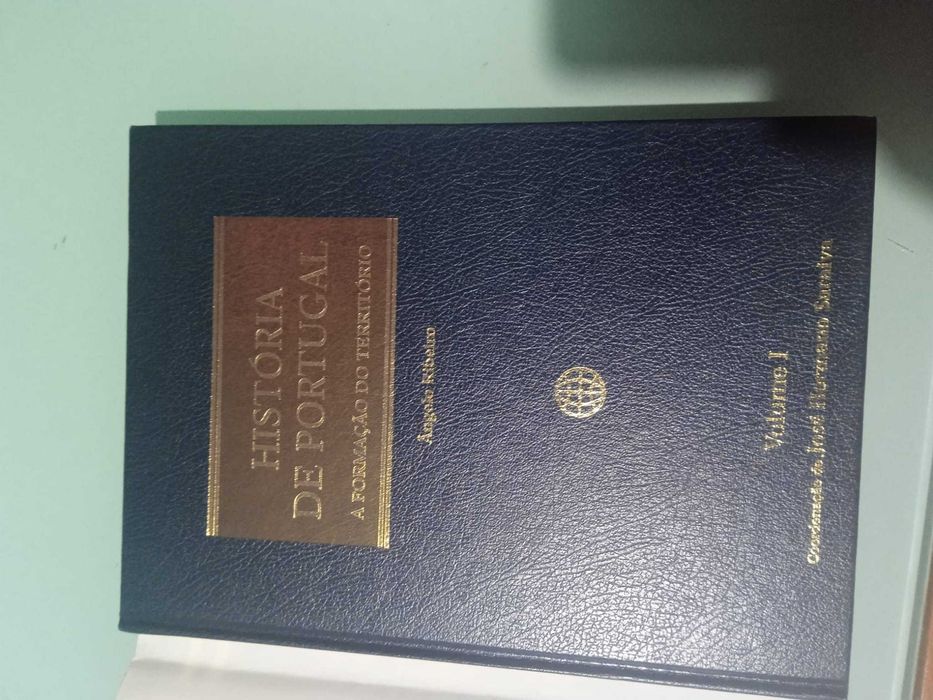 HISTÓRIA
DE PORTUGAL
A FORMAÇÃO DO TERRITÓRIO
Ângelo Ribeiro
Volume I
Coordenação de José Hermano Saraiva